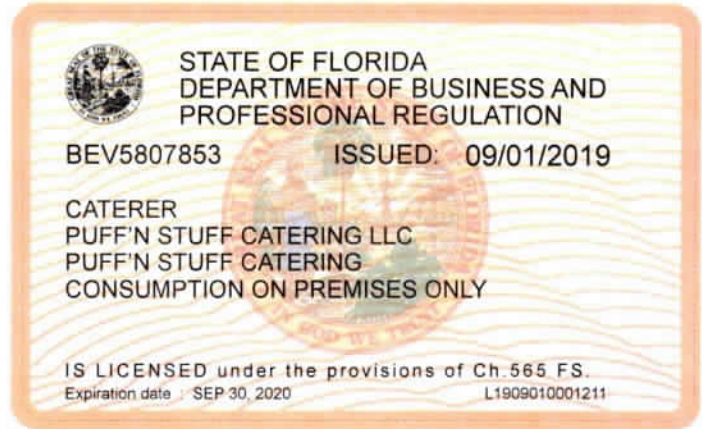 STATE OF FLORIDA
DEPARTMENT OF BUSINESS AND
PROFESSIONAL REGULATION
BEV5807853 ISSUED: 09/01/2019
CATERER
PUFF'N STUFF CATERING LLC
PUFF'N STUFF CATERING
CONSUMPTION ON PREMISES ONLY
IS LICENSED under the provisions of Ch.565 FS.
Expiration date : SEP 30, 2020 L1909010001211